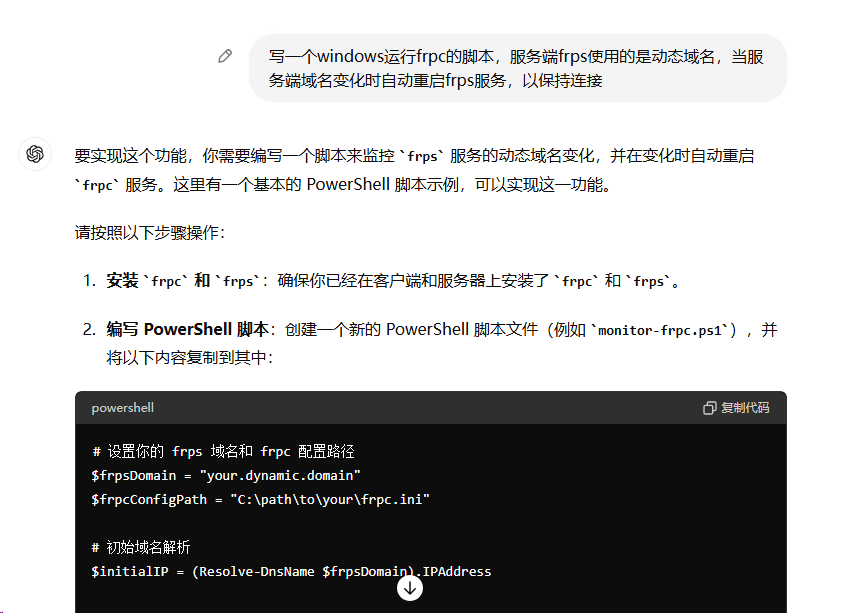 写一个windows运行frpc的脚本，服务端frps使用的是动态域名，当服
务端域名变化时自动重启frps服务，以保持连接
要实现这个功能，你需要编写一个脚本来监控 `frps` 服务的动态域名变化，并在变化时自动重启
`frpc` 服务。这里有一个基本的 PowerShell 脚本示例，可以实现这一功能。
请按照以下步骤操作：
1. 安装 `frpc` 和 `frps`：确保你已经在客户端和服务器上安装了 `frpc` 和 `frps`。
2. 编写 PowerShell 脚本：创建一个新的 PowerShell 脚本文件（例如 `monitor-frpc.ps1`），并
将以下内容复制到其中：
powershell 复制代码
# 设置你的 frps 域名和 frpc 配置路径
$frpsDomain = "your.dynamic.domain"
$frpcConfigPath = "C:\path\to\your\frpc.ini"
# 初始域名解析
$initialIP = (Resolve-DnsName $frpsDomain).IPAddress